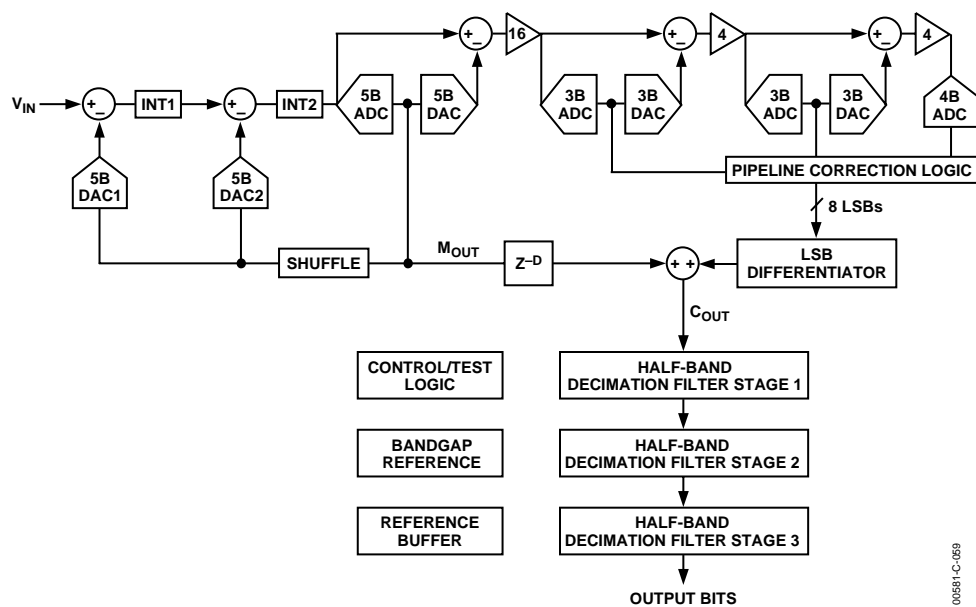 16
4
4
VIN
INT1
INT2
5B
ADC
5B
DAC
3B
ADC
3B
DAC
3B
ADC
3B
DAC
4B
ADC
5B
DAC1
5B
DAC2
PIPELINE CORRECTION LOGIC
8 LSBs
SHUFFLE
MOUT
Z–D
LSB
DIFFERENTIATOR
COUT
CONTROL/TEST
LOGIC
HALF-BAND
DECIMATION FILTER STAGE 1
BANDGAP
REFERENCE
HALF-BAND
DECIMATION FILTER STAGE 2
REFERENCE
BUFFER
HALF-BAND
DECIMATION FILTER STAGE 3
OUTPUT BITS
00581-C-059